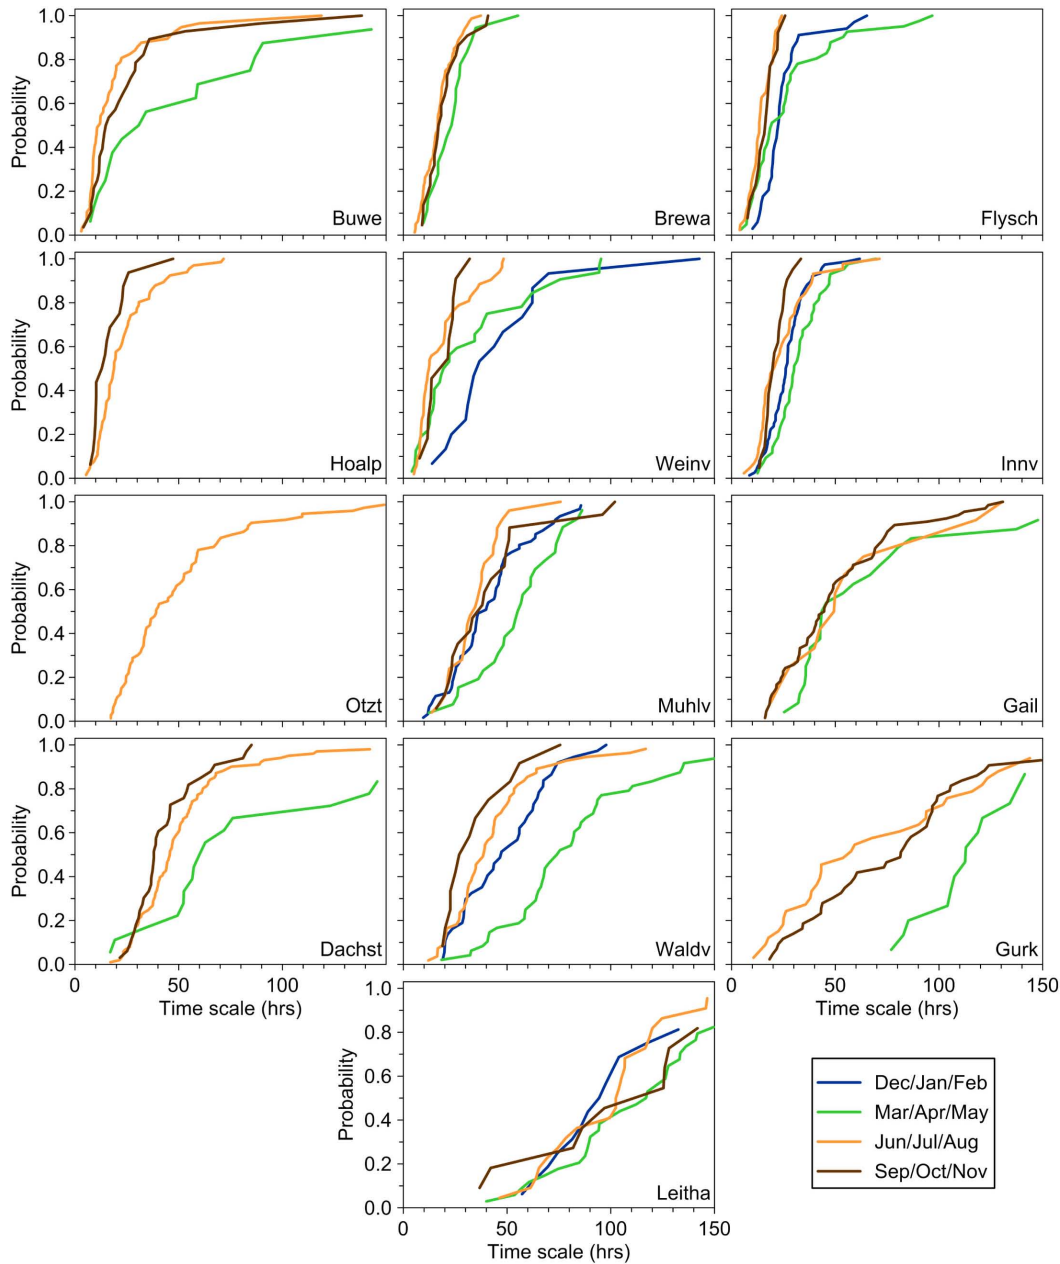 Probability
1.0
0.8
0.6
0.4
0.2
0.0
Buwe
Brewa
Flysch
Probability
1.0
0.8
0.6
0.4
0.2
0.0
Hoalp
Weinv
Innv
Probability
1.0
0.8
0.6
0.4
0.2
0.0
Otzt
Muhlv
Gail
Probability
1.0
0.8
0.6
0.4
0.2
0.0
Dachst
Waldv
Gurk
0 50 100
0 50 100 150
Time scale (hrs)
Time scale (hrs)
Probability
1.0
0.8
0.6
0.4
0.2
0.0
Leitha
0 50 100 150
Time scale (hrs)
Dec/Jan/Feb
Mar/Apr/May
Jun/Jul/Aug
Sep/Oct/Nov